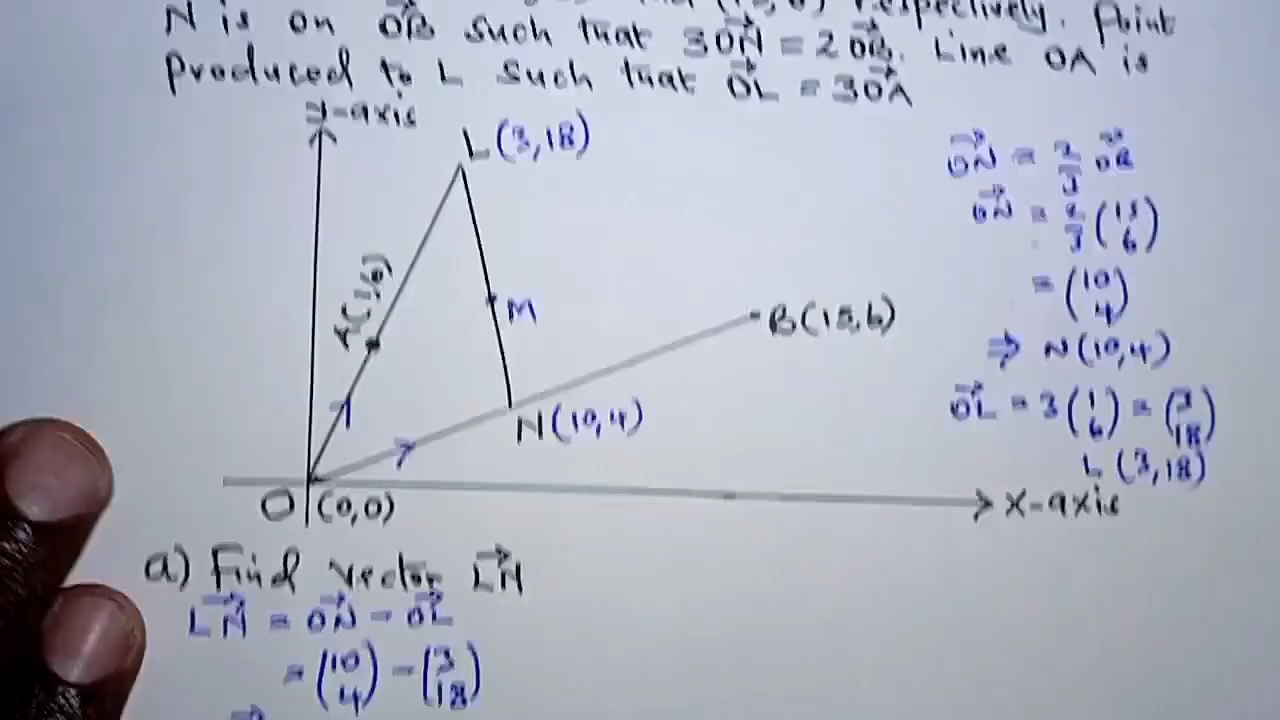 respectively. Point
N is on OB such that 3ON = 2OB. Line OA is
produced to L such that OL = 3OA
y-axis
L(3,18)
A(1,6)
M
B(15,6)
N(10,4)
O (0,0)
x-axis
ON = 2/3 OB
ON = 2/3 (15 6)
= (10 4)
⇒ N(10,4)
OL = 3(1 6) = (3 18)
L (3,18)
a) Find vector LN
LN = ON - OL
= (10 4) - (3 18)